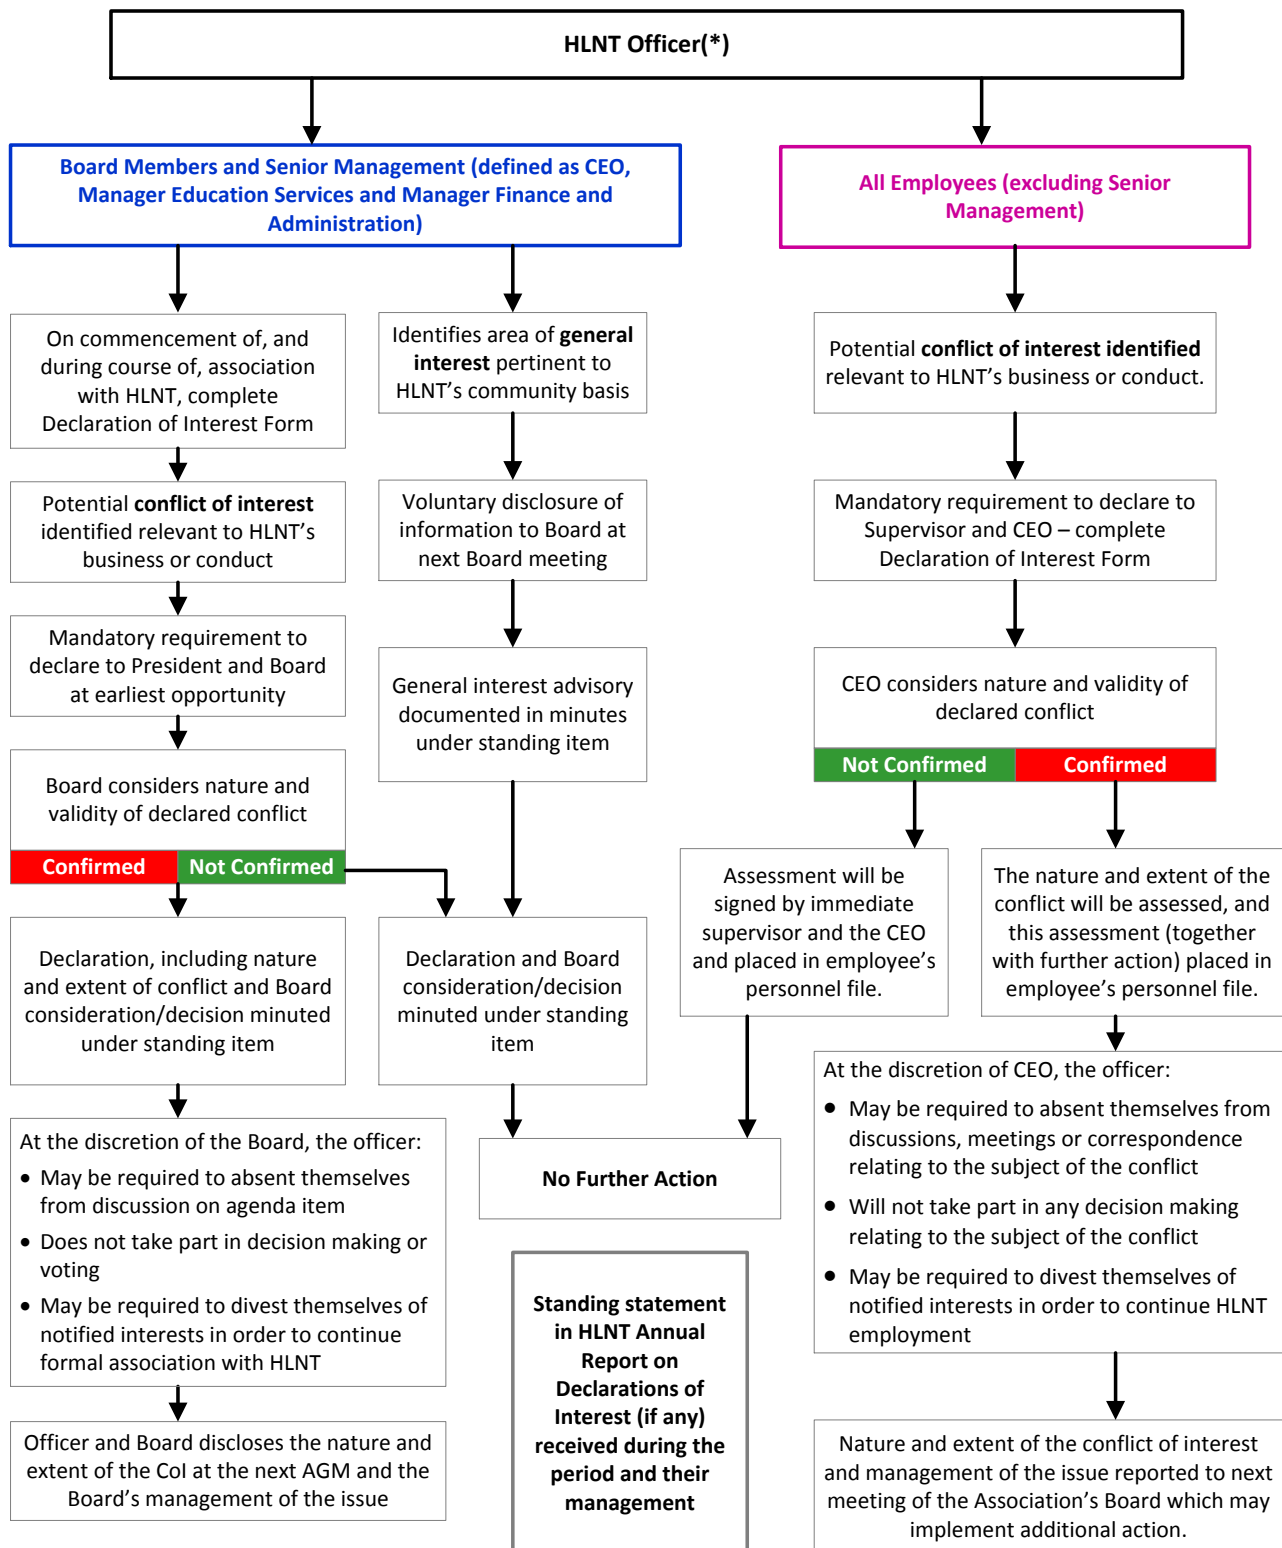 HLNT Officer(*)
Board Members and Senior Management (defined as CEO,
Manager Education Services and Manager Finance and
Administration)
All Employees (excluding Senior
Management)
On commencement of, and
during course of, association
with HLNT, complete
Declaration of Interest Form
Identifies area of general
interest pertinent to
HLNT’s community basis
Potential conflict of interest identified
relevant to HLNT’s business or conduct.
Potential conflict of interest
identified relevant to HLNT’s
business or conduct
Voluntary disclosure of
information to Board at
next Board meeting
Mandatory requirement to declare to
Supervisor and CEO – complete
Declaration of Interest Form
Mandatory requirement to
declare to President and Board
at earliest opportunity
General interest advisory
documented in minutes
under standing item
CEO considers nature and validity of
declared conflict
Not Confirmed
Confirmed
Board considers nature and
validity of declared conflict
Confirmed
Not Confirmed
Assessment will be
signed by immediate
supervisor and the CEO
and placed in employee’s
personnel file.
The nature and extent of the
conflict will be assessed, and
this assessment (together
with further action) placed in
employee’s personnel file.
Declaration, including nature
and extent of conflict and Board
consideration/decision minuted
under standing item
Declaration and Board
consideration/decision
minuted under standing
item
At the discretion of the Board, the officer:
• May be required to absent themselves
from discussion on agenda item
• Does not take part in decision making or
voting
• May be required to divest themselves of
notified interests in order to continue
formal association with HLNT
No Further Action
At the discretion of CEO, the officer:
• May be required to absent themselves from
discussions, meetings or correspondence
relating to the subject of the conflict
• Will not take part in any decision making
relating to the subject of the conflict
• May be required to divest themselves of
notified interests in order to continue HLNT
employment
Standing statement
in HLNT Annual
Report on
Declarations of
Interest (if any)
received during the
period and their
management
Officer and Board discloses the nature and
extent of the CoI at the next AGM and the
Board’s management of the issue
Nature and extent of the conflict of interest
and management of the issue reported to next
meeting of the Association’s Board which may
implement additional action.